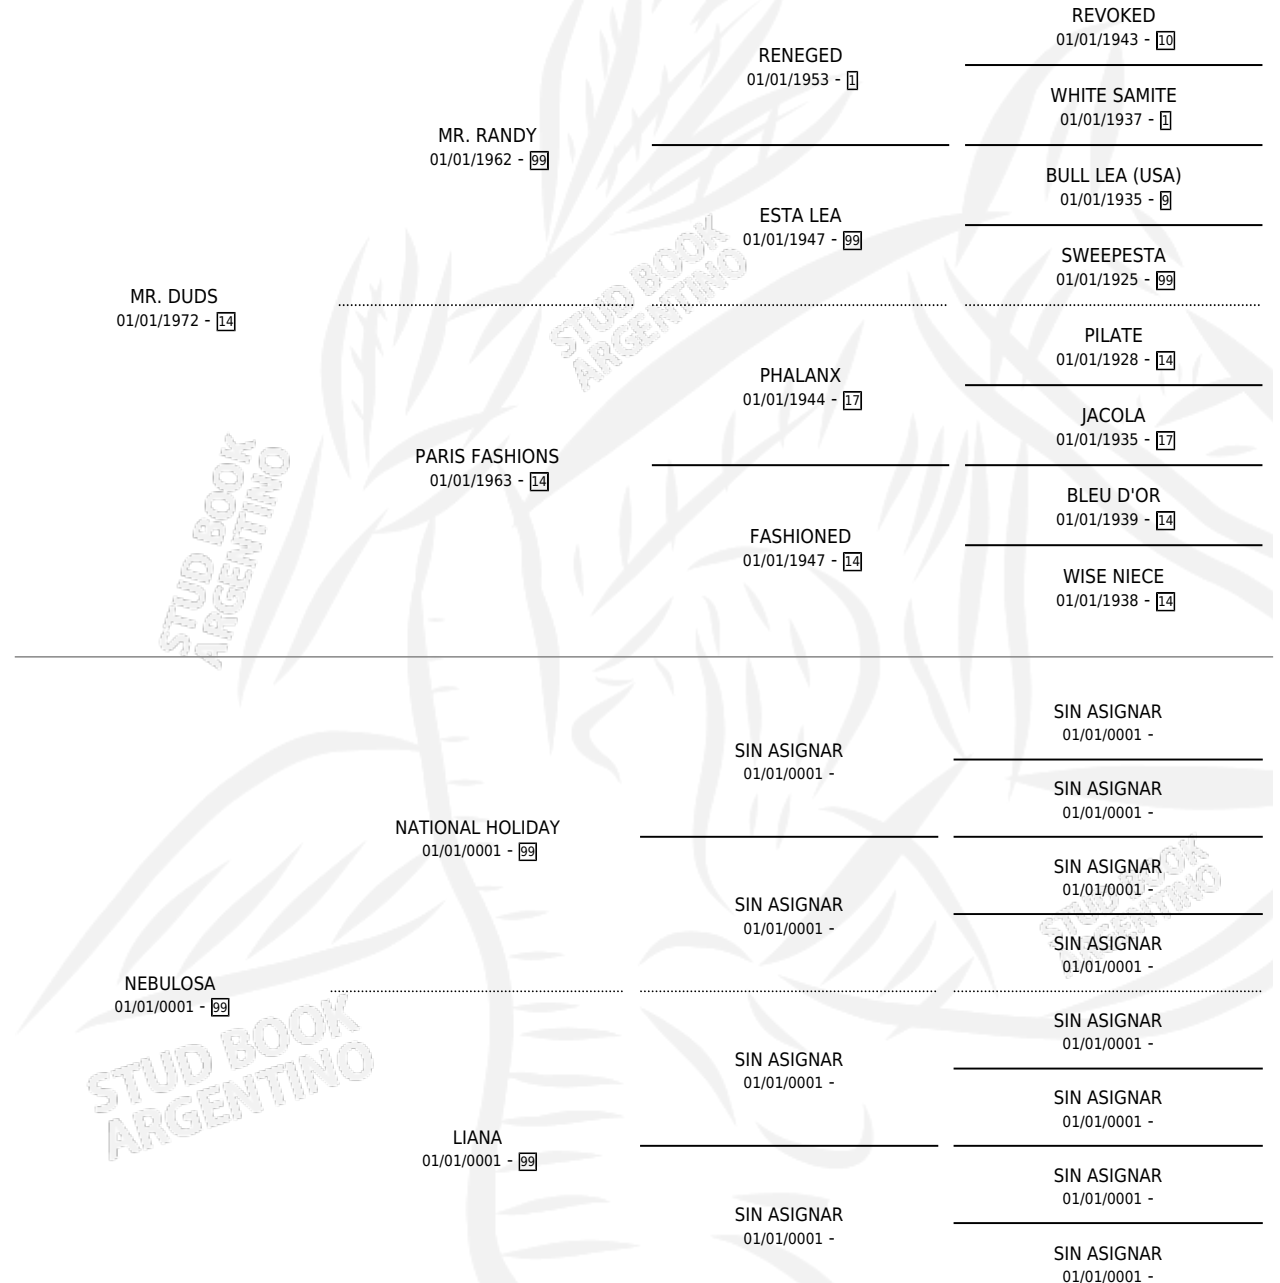 REVOKED
01/01/1943 - 10
RENEGED
01/01/1953 - 1
WHITE SAMITE
01/01/1937 - 1
MR. RANDY
01/01/1962 - 99
BULL LEA (USA)
01/01/1935 - 9
ESTA LEA
01/01/1947 - 99
SWEEPESTA
01/01/1925 - 99
MR. DUDS
01/01/1972 - 14
PILATE
01/01/1928 - 14
PHALANX
01/01/1944 - 17
JACOLA
01/01/1935 - 17
PARIS FASHIONS
01/01/1963 - 14
BLEU D'OR
01/01/1939 - 14
FASHIONED
01/01/1947 - 14
WISE NIECE
01/01/1938 - 14
STUD BOOK
ARGENTINO
STUD BOOK
ARGENTINO
SIN ASIGNAR
01/01/0001 -
SIN ASIGNAR
01/01/0001 -
SIN ASIGNAR
01/01/0001 -
NATIONAL HOLIDAY
01/01/0001 - 99
SIN ASIGNAR
01/01/0001 -
SIN ASIGNAR
01/01/0001 -
SIN ASIGNAR
01/01/0001 -
NEBULOSA
01/01/0001 - 99
SIN ASIGNAR
01/01/0001 -
SIN ASIGNAR
01/01/0001 -
SIN ASIGNAR
01/01/0001 -
LIANA
01/01/0001 - 99
SIN ASIGNAR
01/01/0001 -
SIN ASIGNAR
01/01/0001 -
SIN ASIGNAR
01/01/0001 -
STUD BOOK
ARGENTINO
STUD BOOK
ARGENTINO